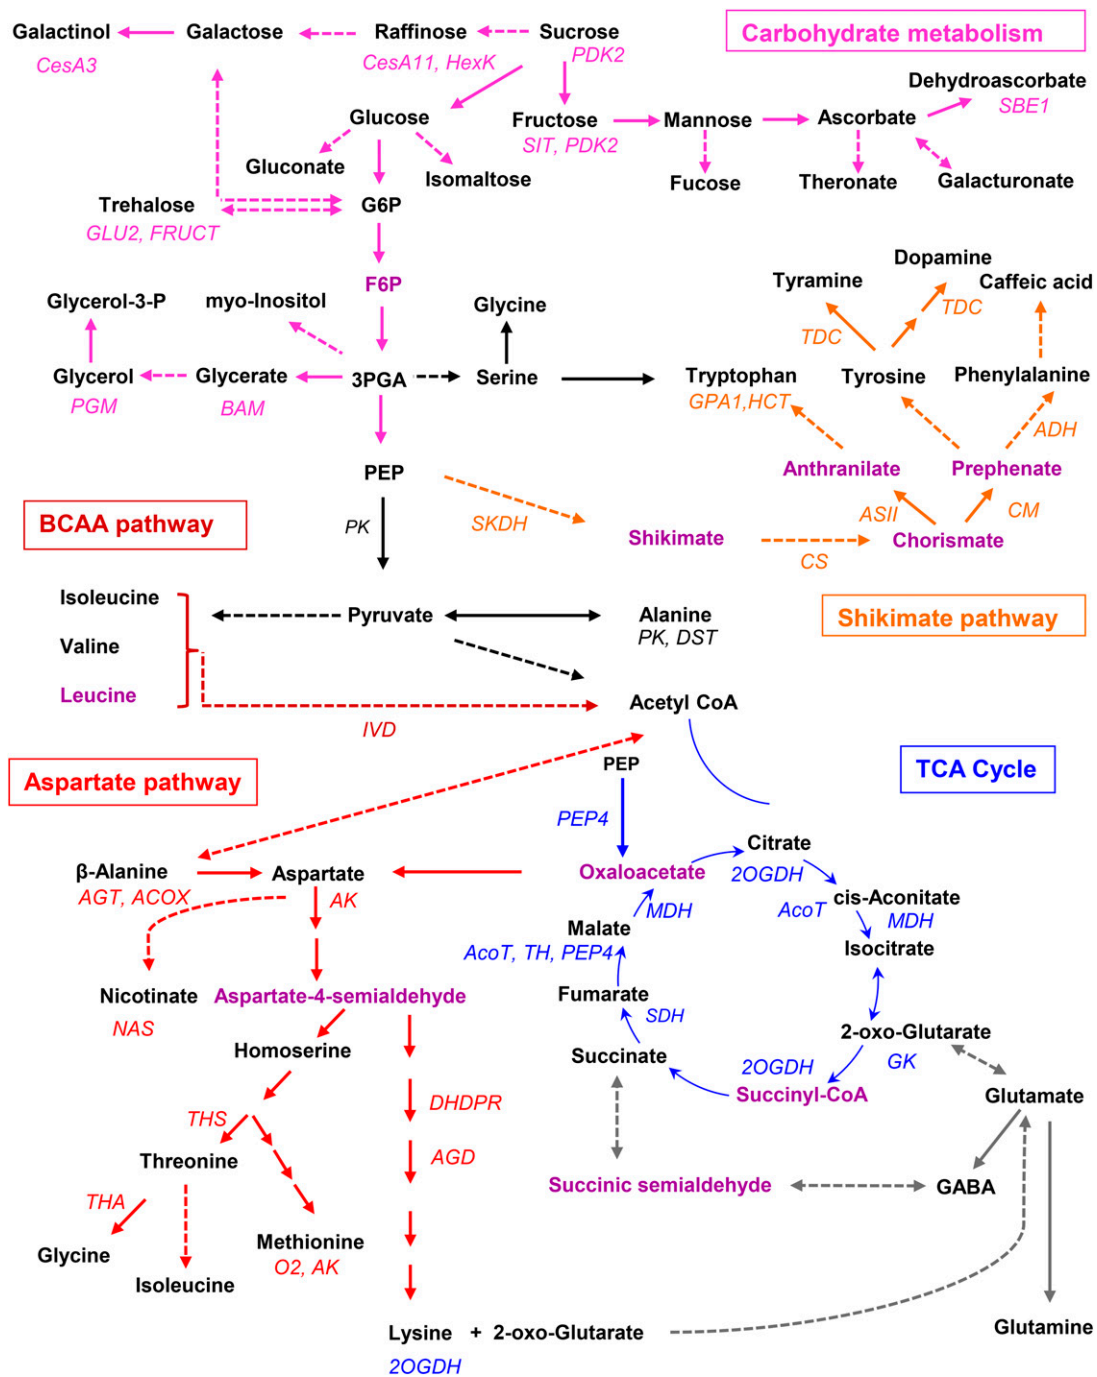 Galactinol
Galactose
Raffinose
Sucrose
Carbohydrate metabolism
CesA3
CesA11, HexK
PDK2
Dehydroascorbate
SBE1
Glucose
Fructose
Mannose
Ascorbate
SIT, PDK2
Gluconate
Isomaltose
Fucose
Theronate
Galacturonate
Trehalose
G6P
GLU2, FRUCT
F6P
Dopamine
Tyramine
Caffeic acid
Glycerol-3-P
myo-Inositol
Glycine
TDC
TDC
Glycerol
Glycerate
3PGA
Serine
Tryptophan
Tyrosine
Phenylalanine
PGM
BAM
GPA1,HCT
ADH
PEP
Anthranilate
Prephenate
BCAA pathway
PK
SKDH
ASII
CM
Shikimate
Chorismate
CS
Isoleucine
Pyruvate
Alanine
Shikimate pathway
PK, DST
Valine
Leucine
Acetyl CoA
IVD
Aspartate pathway
PEP
TCA Cycle
PEP4
Citrate
β-Alanine
Aspartate
Oxaloacetate
2OGDH
AGT, ACOX
AK
cis-Aconitate
AcoT
MDH
MDH
Malate
Isocitrate
AcoT, TH, PEP4
Nicotinate
Aspartate-4-semialdehyde
Fumarate
NAS
SDH
2-oxo-Glutarate
Homoserine
Succinate
2OGDH
GK
Succinyl-CoA
Glutamate
DHDPR
THS
Threonine
AGD
Succinic semialdehyde
GABA
THA
Glycine
Methionine
O2, AK
Isoleucine
Lysine + 2-oxo-Glutarate
Glutamine
2OGDH